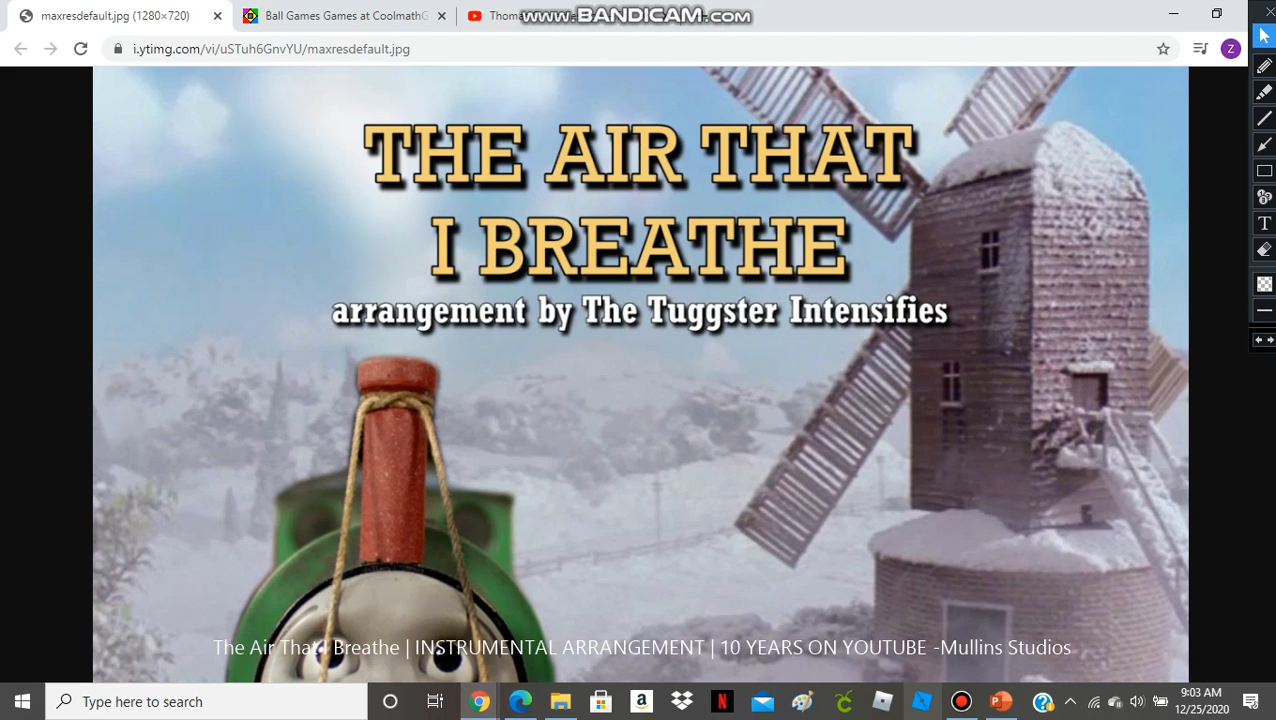 maxresdefault.jpg (1280×720)
Ball Games Games at CoolmathG
Thom
www.BANDICAM.com
i.ytimg.com/vi/uSTuh6GnvYU/maxresdefault.jpg
Z
THE AIR THAT
I BREATHE
arrangement by The Tuggster Intensifies
The Air That I Breathe | INSTRUMENTAL ARRANGEMENT | 10 YEARS ON YOUTUBE -Mullins Studios
Type here to search
9:03 AM
12/25/2020